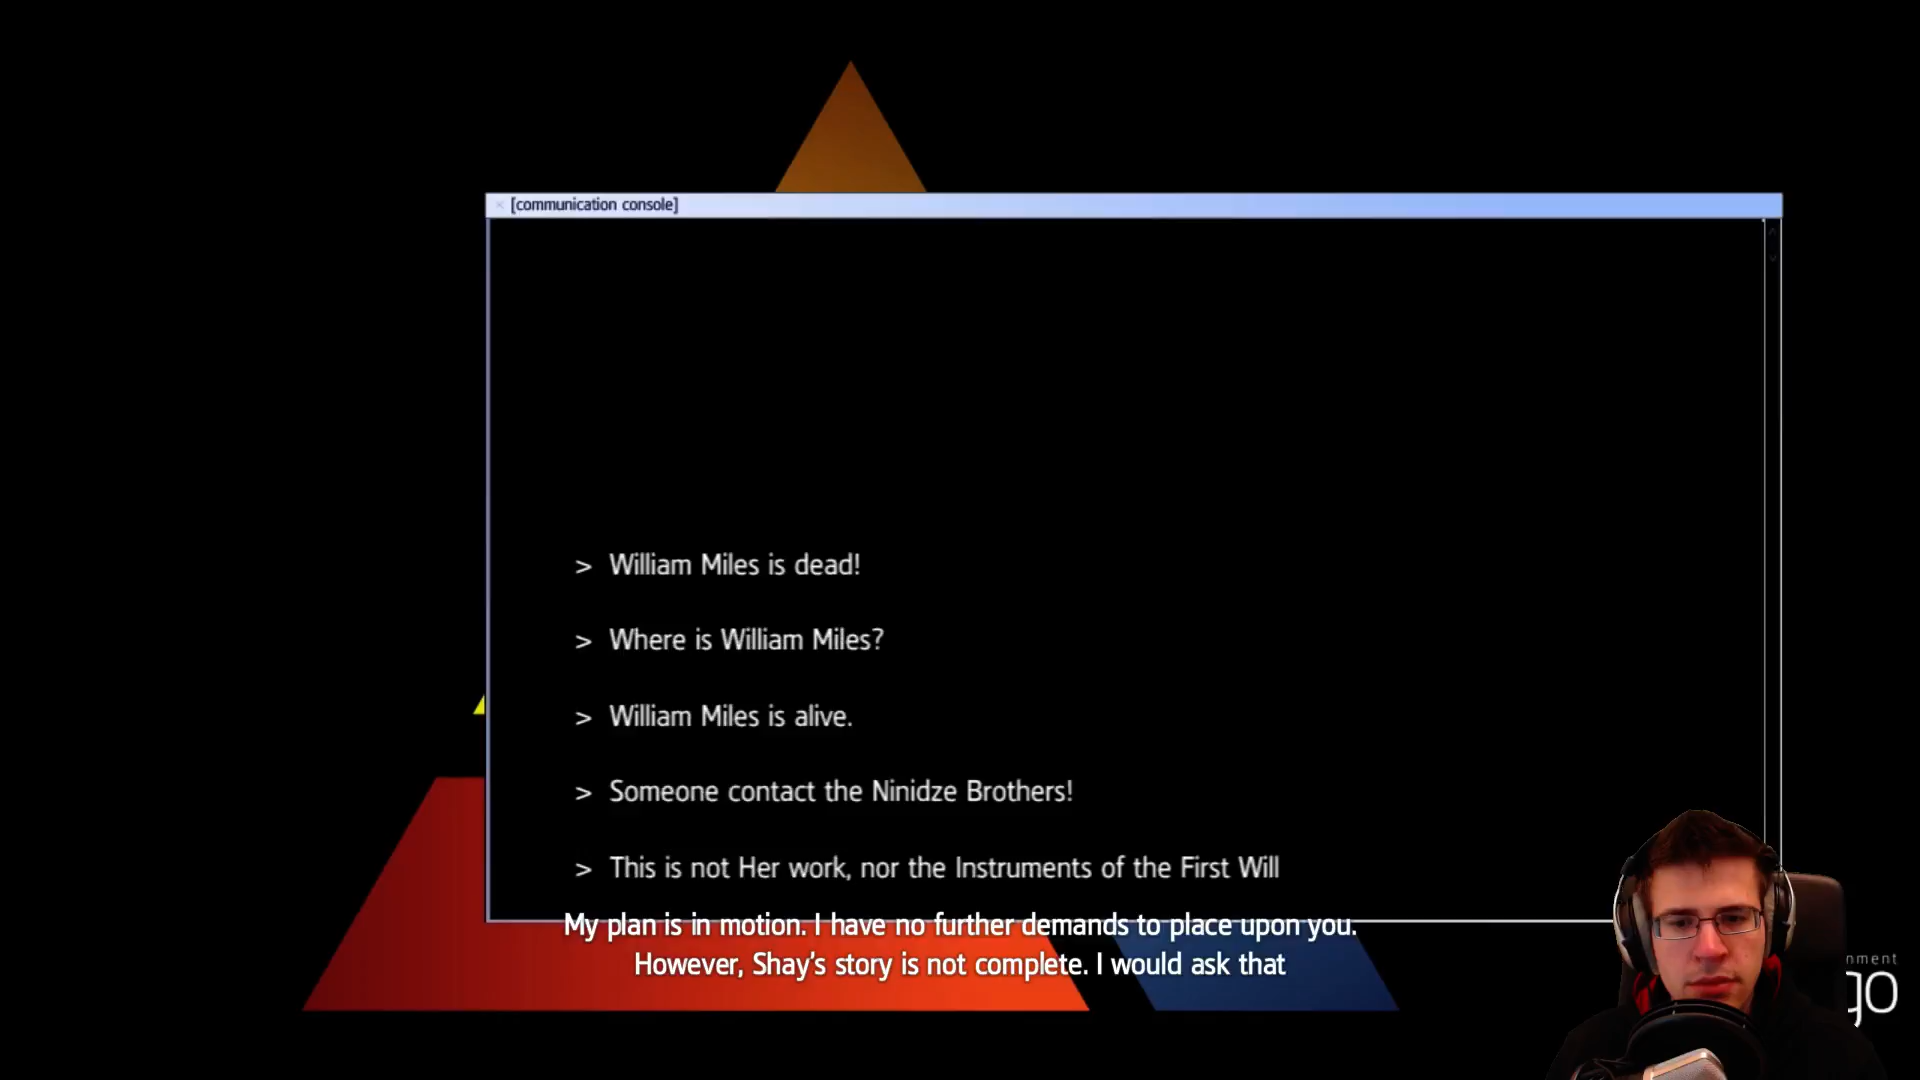 [communication console]
> William Miles is dead!
> Where is William Miles?
> William Miles is alive.
> Someone contact the Ninidze Brothers!
> This is not Her work, nor the Instruments of the First Will
My plan is in motion. I have no further demands to place upon you.
However, Shay's story is not complete. I would ask that
nment
go